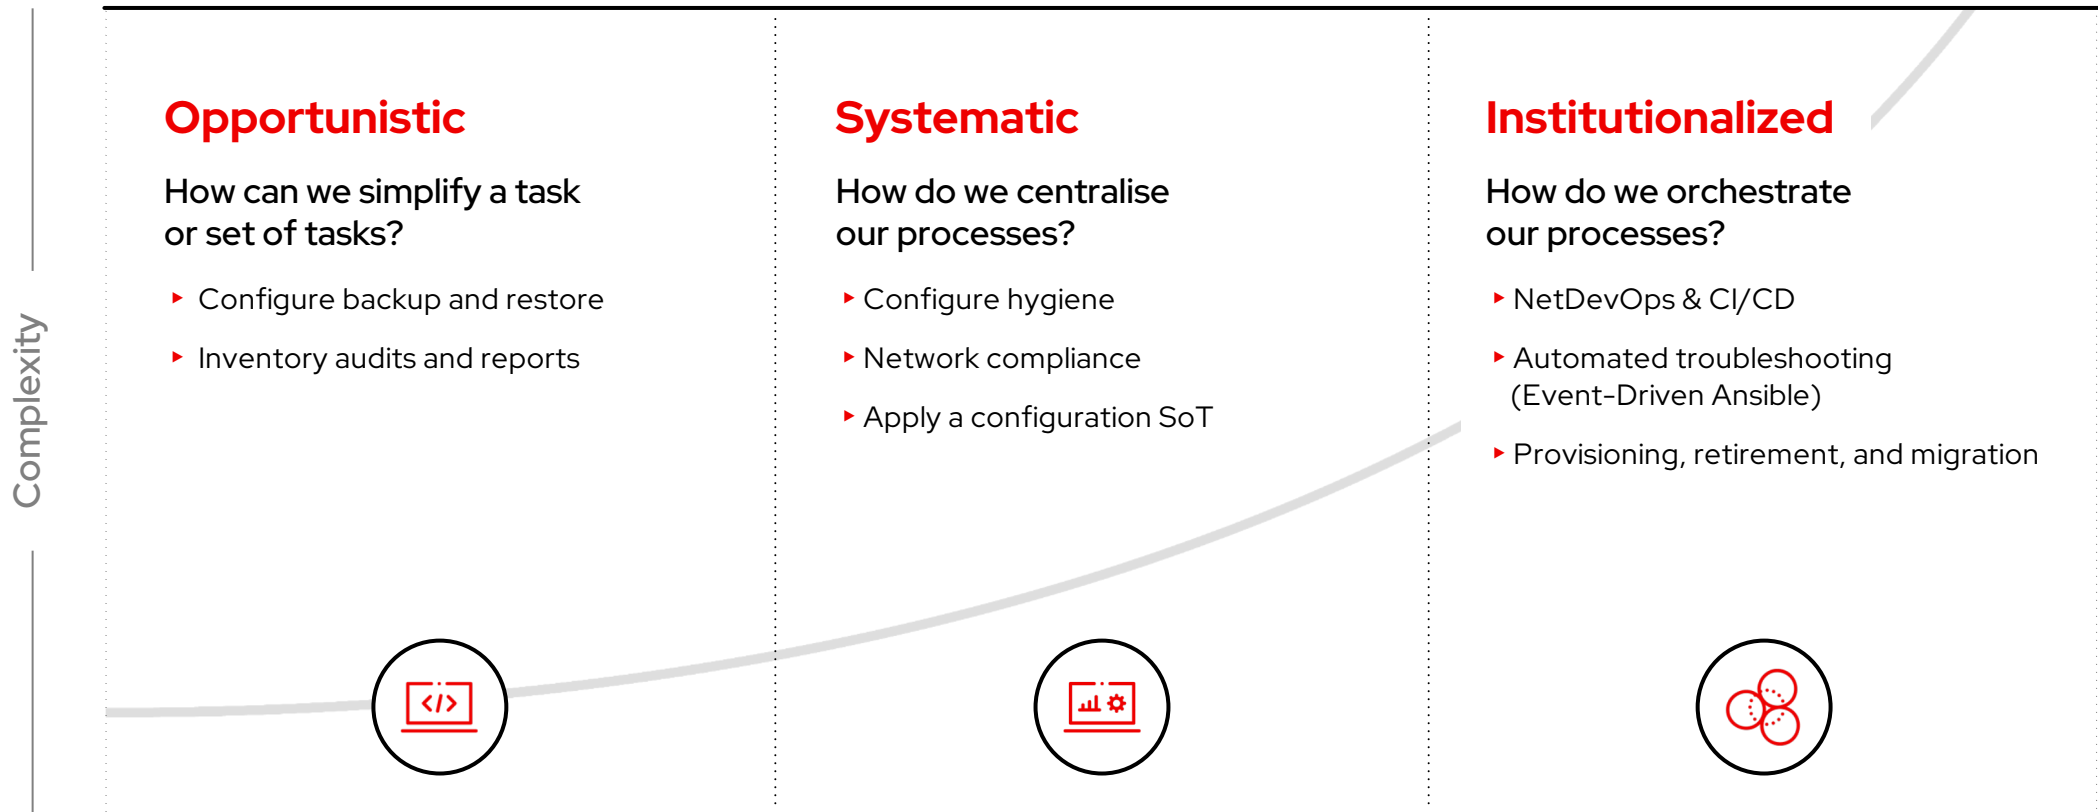 Complexity
Opportunistic
How can we simplify a task
or set of tasks?
Configure backup and restore
Inventory audits and reports
Systematic
How do we centralise
our processes?
Configure hygiene
Network compliance
Apply a configuration SoT
Institutionalized
How do we orchestrate
our processes?
NetDevOps & CI/CD
Automated troubleshooting
(Event-Driven Ansible)
Provisioning, retirement, and migration